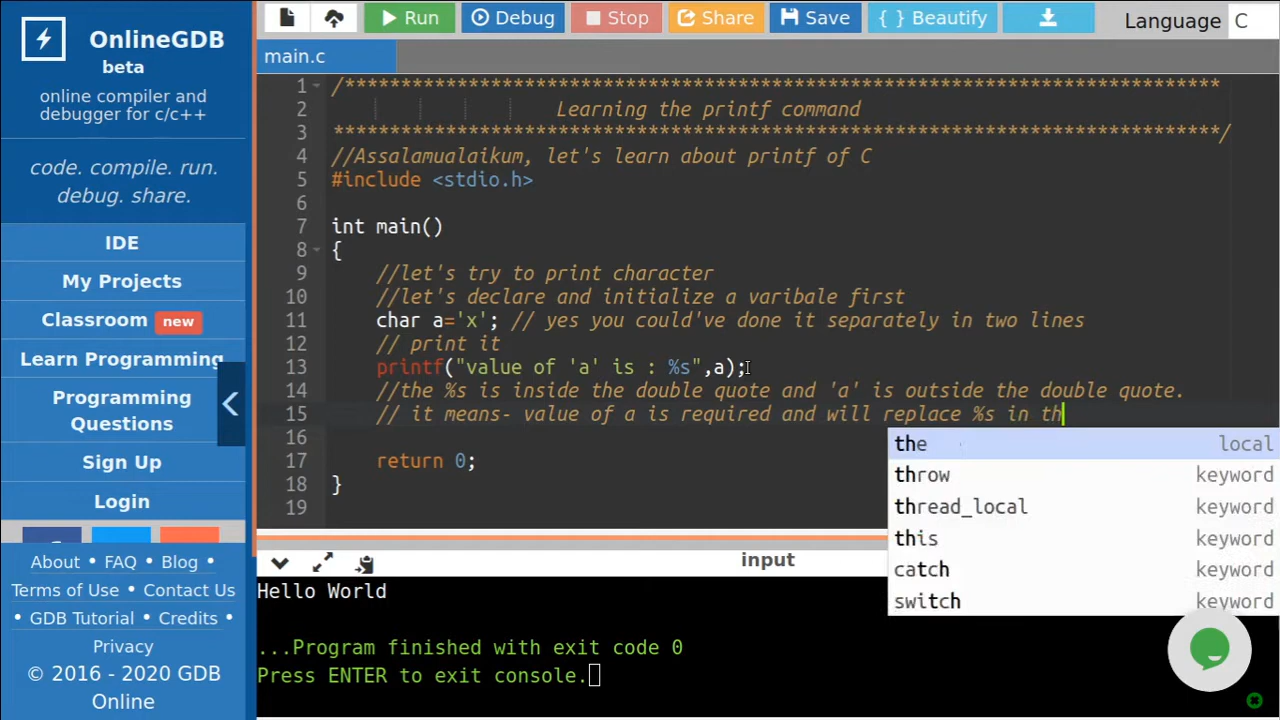 OnlineGDB
beta
online compiler and
debugger for c/c++
code. compile. run.
debug. share.
IDE
My Projects
Classroom new
Learn Programming
Programming
Questions
Sign Up
Login
About • FAQ • Blog •
Terms of Use • Contact Us
• GDB Tutorial • Credits •
Privacy
© 2016 - 2020 GDB
Online
Run Debug Stop Share Save { } Beautify Language C
main.c
1 /******************************************************************************
2 Learning the printf command
3 *******************************************************************************/
4 //Assalamualaikum, let's learn about printf of C
5 #include <stdio.h>
6
7 int main()
8 {
9 //let's try to print character
10 //let's declare and initialize a varibale first
11 char a='x'; // yes you could've done it separately in two lines
12 // print it
13 printf("value of 'a' is : %s",a);
14 //the %s is inside the double quote and 'a' is outside the double quote.
15 // it means- value of a is required and will replace %s in th
16
17 return 0;
18 }
19
the local
throw keyword
thread_local keyword
this keyword
catch keyword
switch keyword
input
Hello World
...Program finished with exit code 0
Press ENTER to exit console.